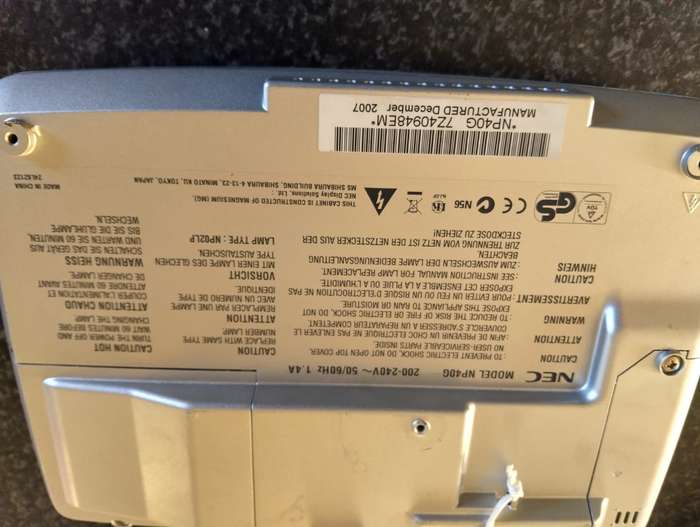 NEC
MODEL NP40G 200-240V~ 50/60Hz 1.4A
CAUTION
: TO PREVENT ELECTRIC SHOCK, DO NOT OPEN TOP COVER
NO USER-SERVICEABLE PARTS INSIDE.
ATTENTION
: AFIN DE PREVENIR UN CHOC ELECTRIQUE NE PAS ENLEVER LE
COUVERCLE, S'ADRESSER A UN REPARATEUR COMPETENT
WARNING
: TO REDUCE THE RISK OF FIRE OR ELECTRIC SHOCK, DO NOT
EXPOSE THIS APPLIANCE TO RAIN OR MOISTURE.
AVERTISSEMENT
: POUR EVITER UN FEU OU UN RISQUE D'ELECTROCUTION NE PAS
EXPOSER CET ENSEMBLE A LA PLUIE OU A L'HUMIDITE
CAUTION
: SEE INSTRUCTION MANUAL FOR LAMP REPLACEMENT.
HINWEIS
: ZUM AUSWECHSELN DER LAMPE BEDIENUNGSANLEITUNG
BEACHTEN.
ZUR TRENNUNG VOM NETZ IST DER NETZSTECKER AUS DER
STECKDOSE ZU ZIEHEN!
CAUTION
REPLACE WITH SAME TYPE
NUMBER LAMP.
ATTENTION
REMPLACER PAR UNE LAMPE
AVEC UN NUMERO DE TYPE
IDENTIQUE.
VORSICHT
MIT EINER LAMPE DES GLEICHEN
TYPE AUSTAUSCHEN.
LAMP TYPE : NP02LP
CAUTION HOT
TURN THE POWER OFF AND
WAIT 60 MINUTES BEFORE
CHANGING THE LAMP.
ATTENTION CHAUD
COUPER L'ALIMENTATION ET
ATTENDRE 60 MINUTES AVANT
DE CHANGER LAMPE.
WARNUNG HEISS
SCHALTEN SIE DAS GERÄT AUS
UND WARTEN SIE 60 MINUTEN,
BIS SIE DIE GLÜHLAMPE
WECHSELN.
TÜV GS CE N56
THIS CABINET IS CONSTRUCTED OF MAGNESIUM (MG).
NEC Display Solutions, Ltd.
MS SHIBAURA BUILDING, SHIBAURA 4-13-23, MINATO KU, TOKYO, JAPAN
MADE IN CHINA
24L52123
*NP40G 7Z40948EM*
MANUFACTURED December 2007